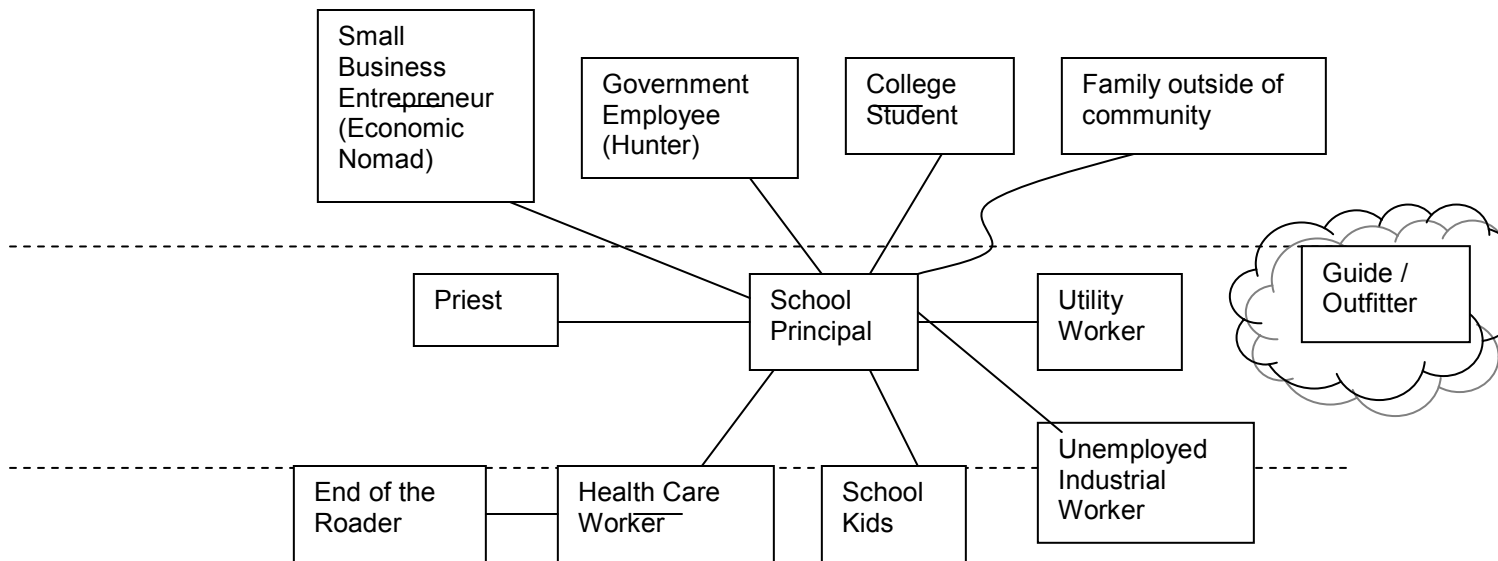 Small
Business
Entrepreneur
(Economic
Nomad)
Government
Employee
(Hunter)
College
Student
Family outside of
community
Priest
School
Principal
Utility
Worker
Guide /
Outfitter
End of the
Roader
Health Care
Worker
School
Kids
Unemployed
Industrial
Worker